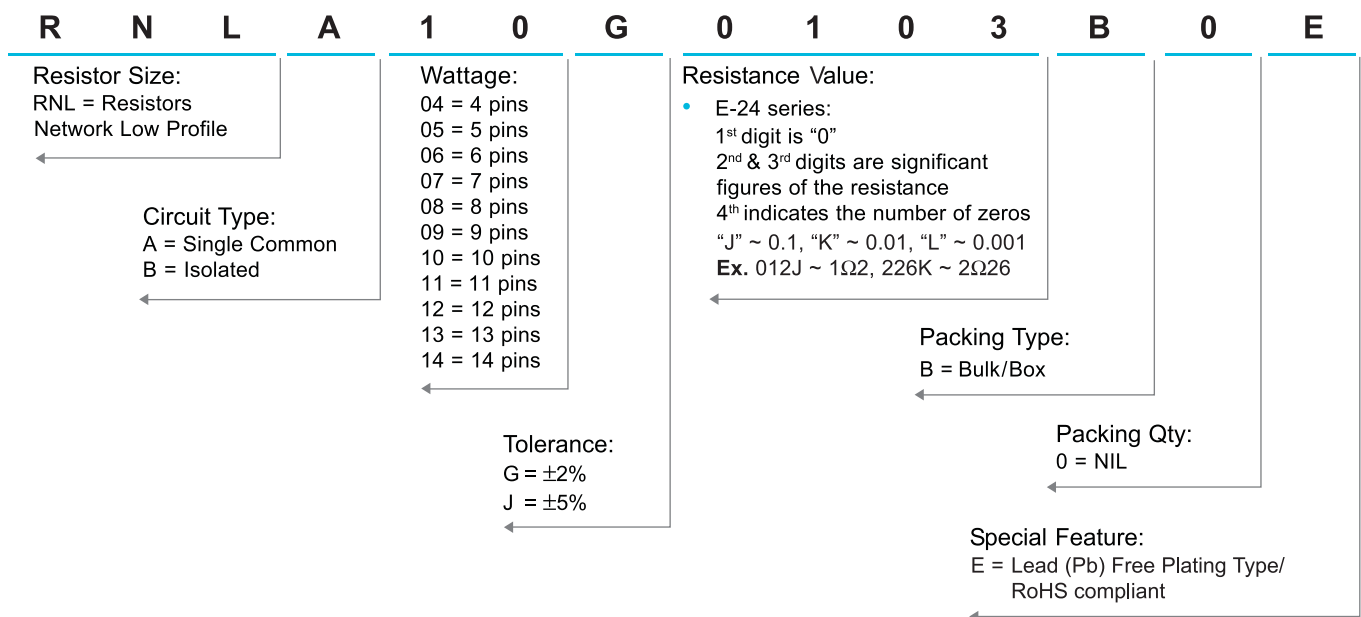 R N L A 1 0 G 0 1 0 3 B 0 E
Resistor Size:
RNL = Resistors
Network Low Profile
Circuit Type:
A = Single Common
B = Isolated
Wattage:
04 = 4 pins
05 = 5 pins
06 = 6 pins
07 = 7 pins
08 = 8 pins
09 = 9 pins
10 = 10 pins
11 = 11 pins
12 = 12 pins
13 = 13 pins
14 = 14 pins
Tolerance:
G = ±2%
J = ±5%
Resistance Value:
• E-24 series:
1st digit is “0”
2nd & 3rd digits are significant
figures of the resistance
4th indicates the number of zeros
“J” ~ 0.1, “K” ~ 0.01, “L” ~ 0.001
Ex. 012J ~ 1Ω2, 226K ~ 2Ω26
Packing Type:
B = Bulk/Box
Packing Qty:
0 = NIL
Special Feature:
E = Lead (Pb) Free Plating Type/
RoHS compliant